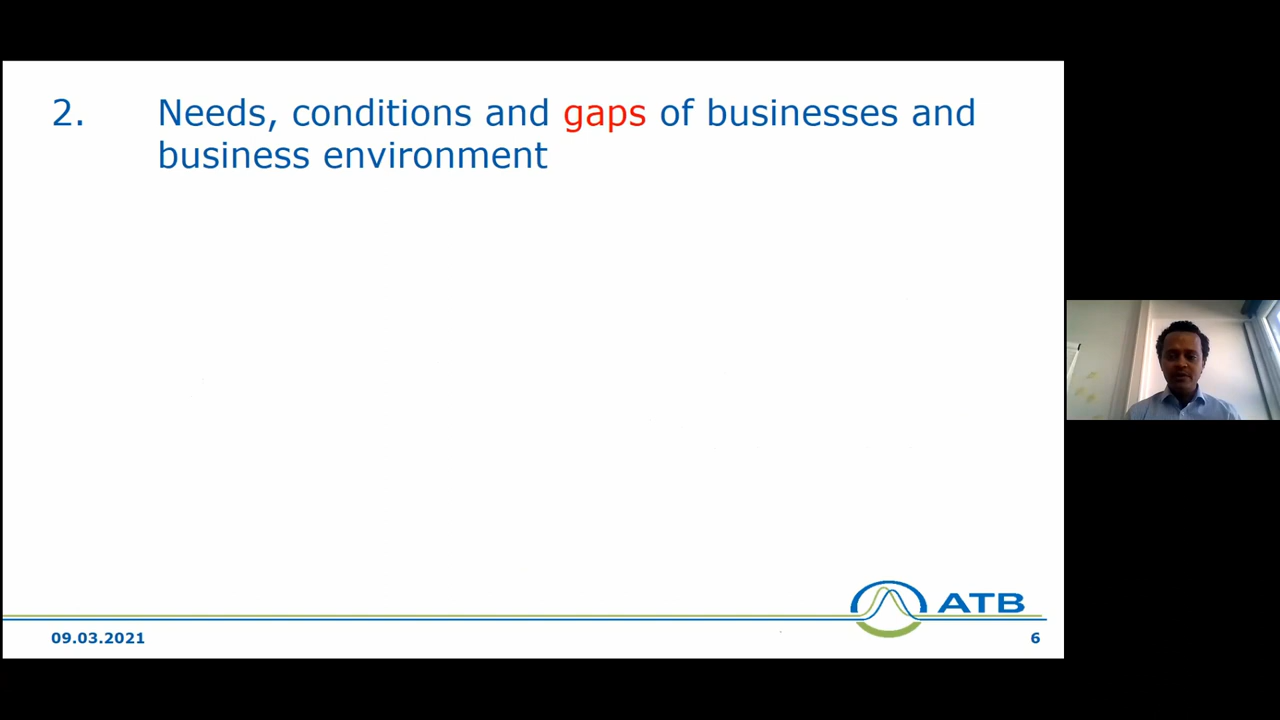 2. Needs, conditions and gaps of businesses and
business environment
ATB
09.03.2021
6